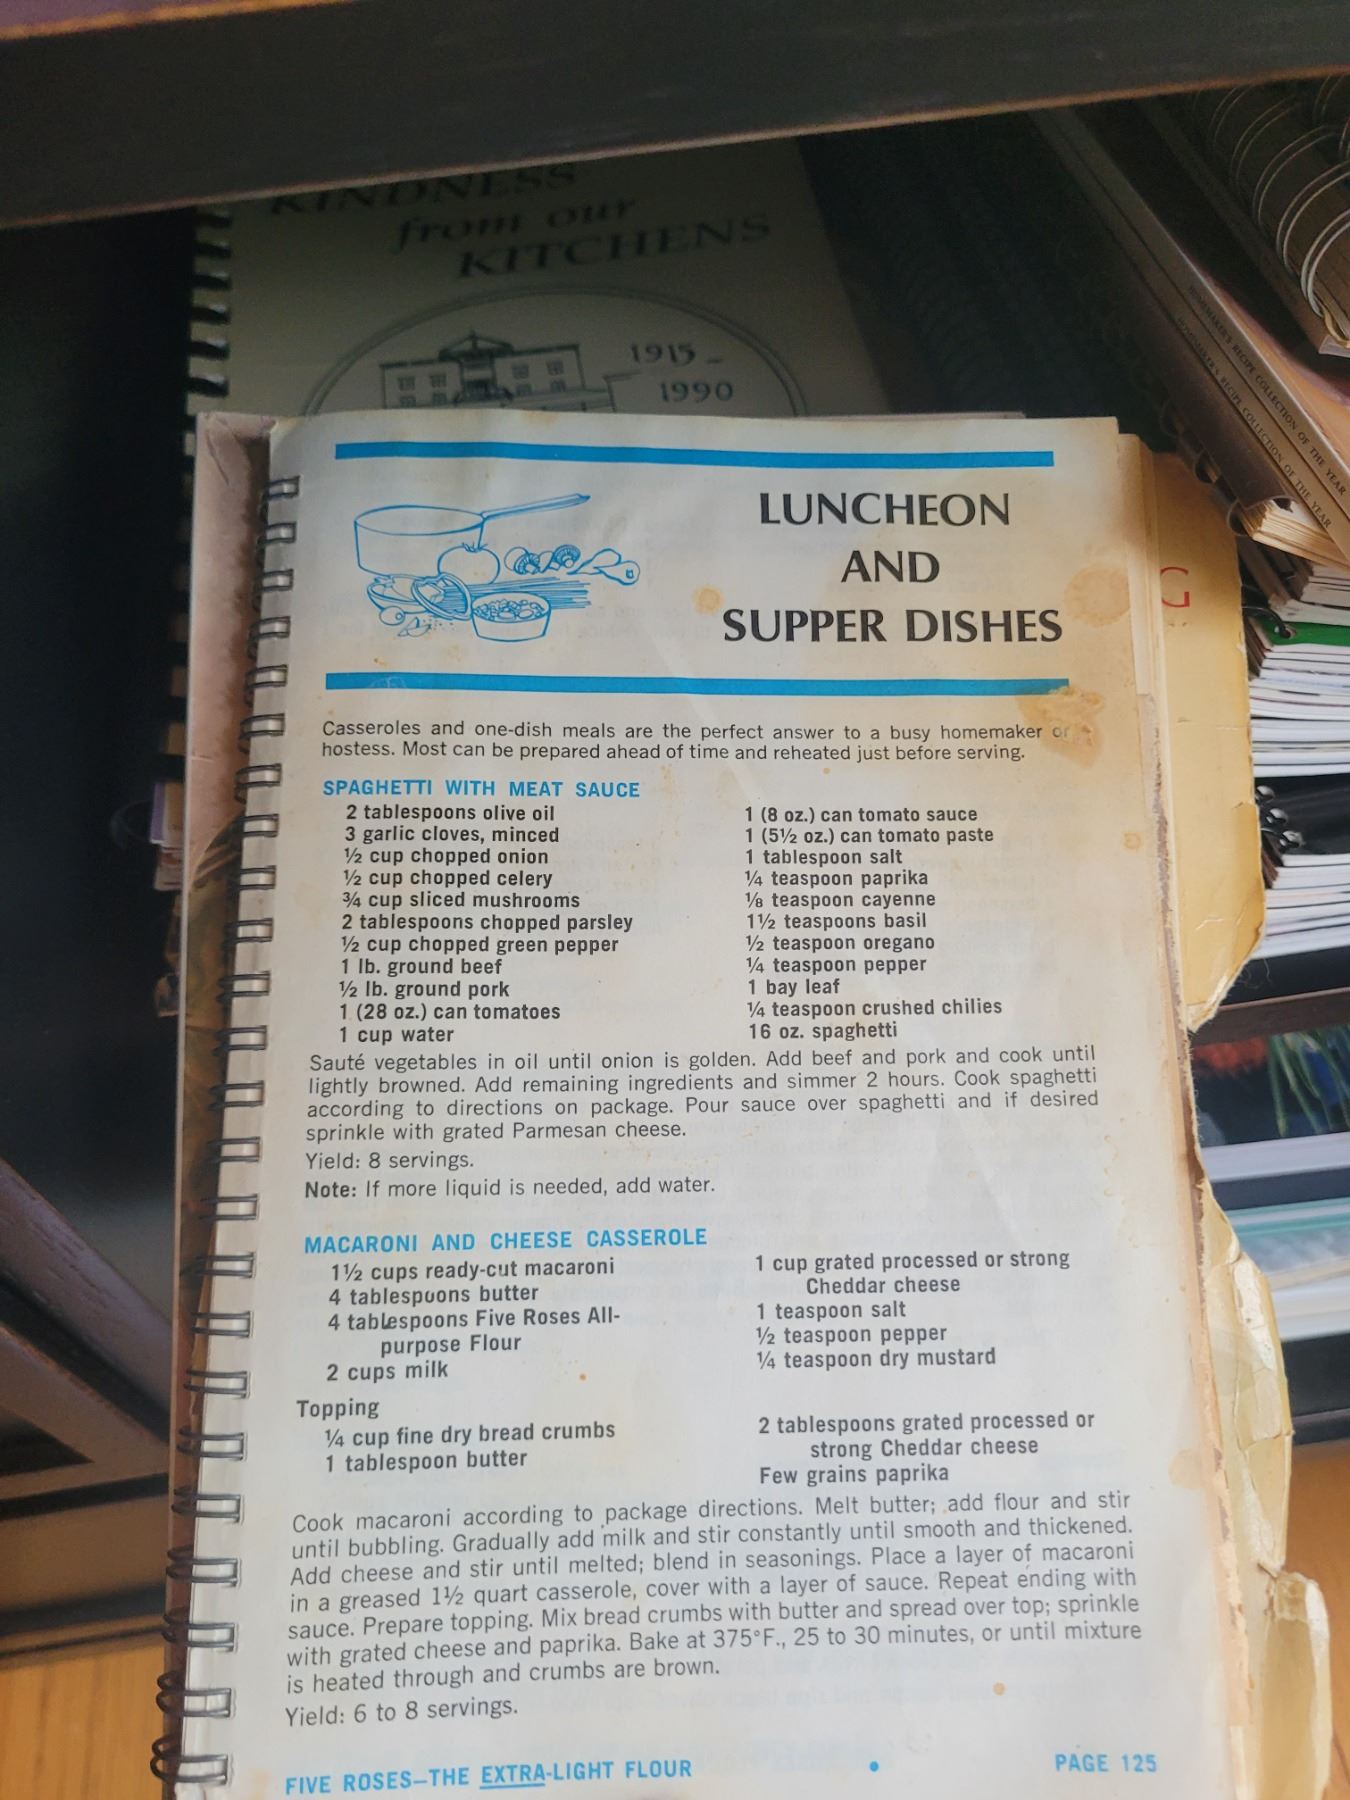 KINDNESS
from our
KITCHENS
1915 –
1990
HOMEMAKER'S RECIPE COLLECTION OF THE YEAR
HOMEMAKER'S RECIPE COLLECTION OF THE YEAR
G
LUNCHEON
AND
SUPPER DISHES
Casseroles and one-dish meals are the perfect answer to a busy homemaker or
hostess. Most can be prepared ahead of time and reheated just before serving.
SPAGHETTI WITH MEAT SAUCE
2 tablespoons olive oil
3 garlic cloves, minced
½ cup chopped onion
½ cup chopped celery
¾ cup sliced mushrooms
2 tablespoons chopped parsley
½ cup chopped green pepper
1 lb. ground beef
½ lb. ground pork
1 (28 oz.) can tomatoes
1 cup water
1 (8 oz.) can tomato sauce
1 (5½ oz.) can tomato paste
1 tablespoon salt
¼ teaspoon paprika
⅛ teaspoon cayenne
1½ teaspoons basil
½ teaspoon oregano
¼ teaspoon pepper
1 bay leaf
¼ teaspoon crushed chilies
16 oz. spaghetti
Sauté vegetables in oil until onion is golden. Add beef and pork and cook until
lightly browned. Add remaining ingredients and simmer 2 hours. Cook spaghetti
according to directions on package. Pour sauce over spaghetti and if desired
sprinkle with grated Parmesan cheese.
Yield: 8 servings.
Note: If more liquid is needed, add water.
MACARONI AND CHEESE CASSEROLE
1½ cups ready-cut macaroni
4 tablespoons butter
4 tablespoons Five Roses All-
purpose Flour
2 cups milk
1 cup grated processed or strong
Cheddar cheese
1 teaspoon salt
½ teaspoon pepper
¼ teaspoon dry mustard
Topping
¼ cup fine dry bread crumbs
1 tablespoon butter
2 tablespoons grated processed or
strong Cheddar cheese
Few grains paprika
Cook macaroni according to package directions. Melt butter; add flour and stir
until bubbling. Gradually add milk and stir constantly until smooth and thickened.
Add cheese and stir until melted; blend in seasonings. Place a layer of macaroni
in a greased 1½ quart casserole, cover with a layer of sauce. Repeat ending with
sauce. Prepare topping. Mix bread crumbs with butter and spread over top; sprinkle
with grated cheese and paprika. Bake at 375°F., 25 to 30 minutes, or until mixture
is heated through and crumbs are brown.
Yield: 6 to 8 servings.
FIVE ROSES–THE EXTRA-LIGHT FLOUR • PAGE 125